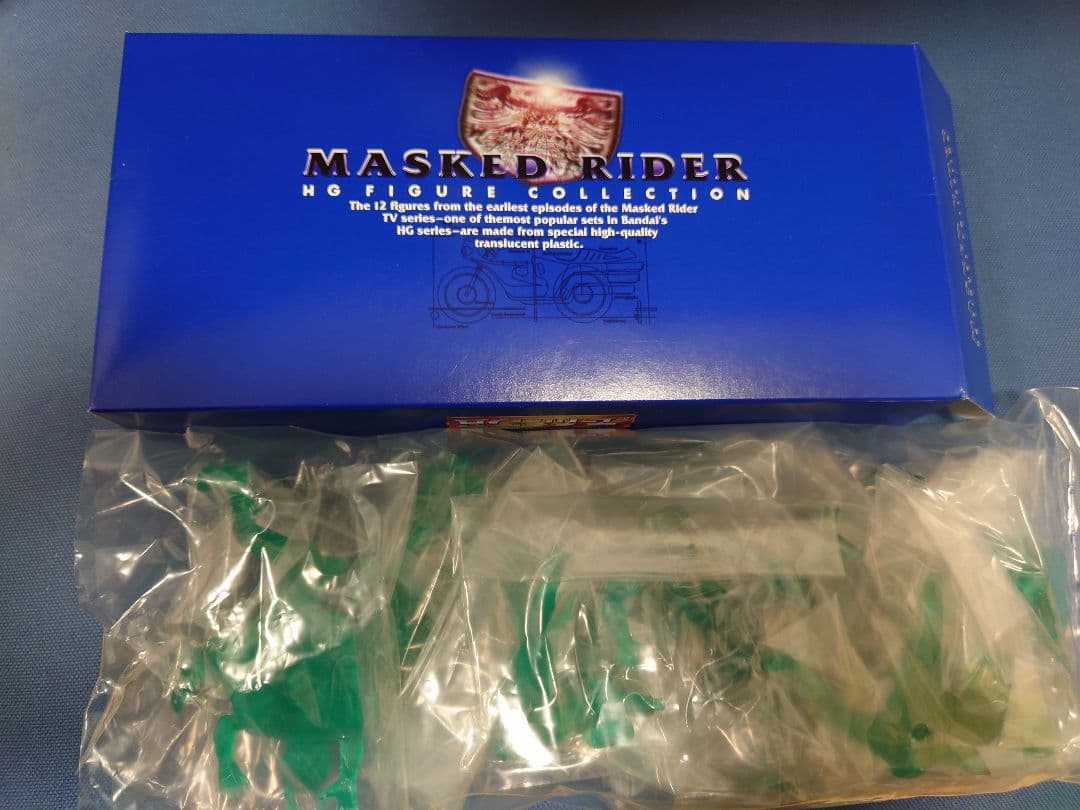 MASKED RIDER
HG FIGURE COLLECTION
The 12 figures from the earliest episodes of the Masked Rider
TV series—one of themost popular sets in Bandai's
HG series—are made from special high-quality
translucent plastic.